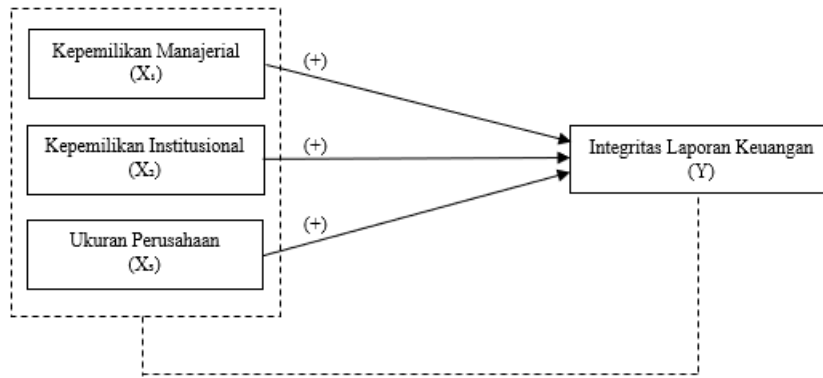 Kepemilikan Manajerial
(X₁)
(+)
Kepemilikan Institusional
(X₂)
(+)
Integritas Laporan Keuangan
(Y)
Ukuran Perusahaan
(X₃)
(+)